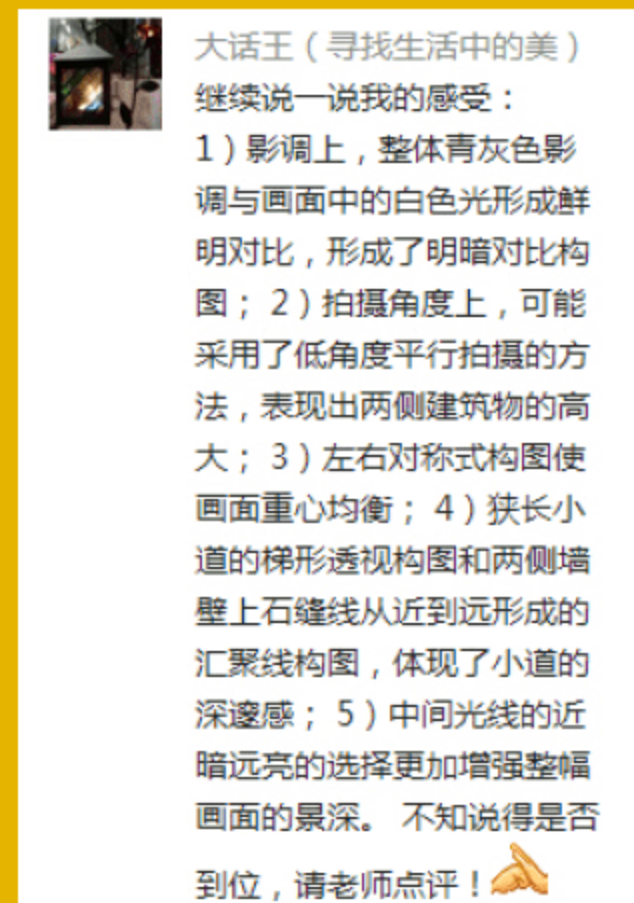 大话王（寻找生活中的美）
继续说一说我的感受：
1）影调上，整体青灰色影
调与画面中的白色光形成鲜
明对比，形成了明暗对比构
图； 2）拍摄角度上，可能
采用了低角度平行拍摄的方
法，表现出两侧建筑物的高
大； 3）左右对称式构图使
画面重心均衡； 4）狭长小
道的梯形透视构图和两侧墙
壁上石缝线从近到远形成的
汇聚线构图，体现了小道的
深邃感； 5）中间光线的近
暗远亮的选择更加增强整幅
画面的景深。 不知说得是否
到位，请老师点评！